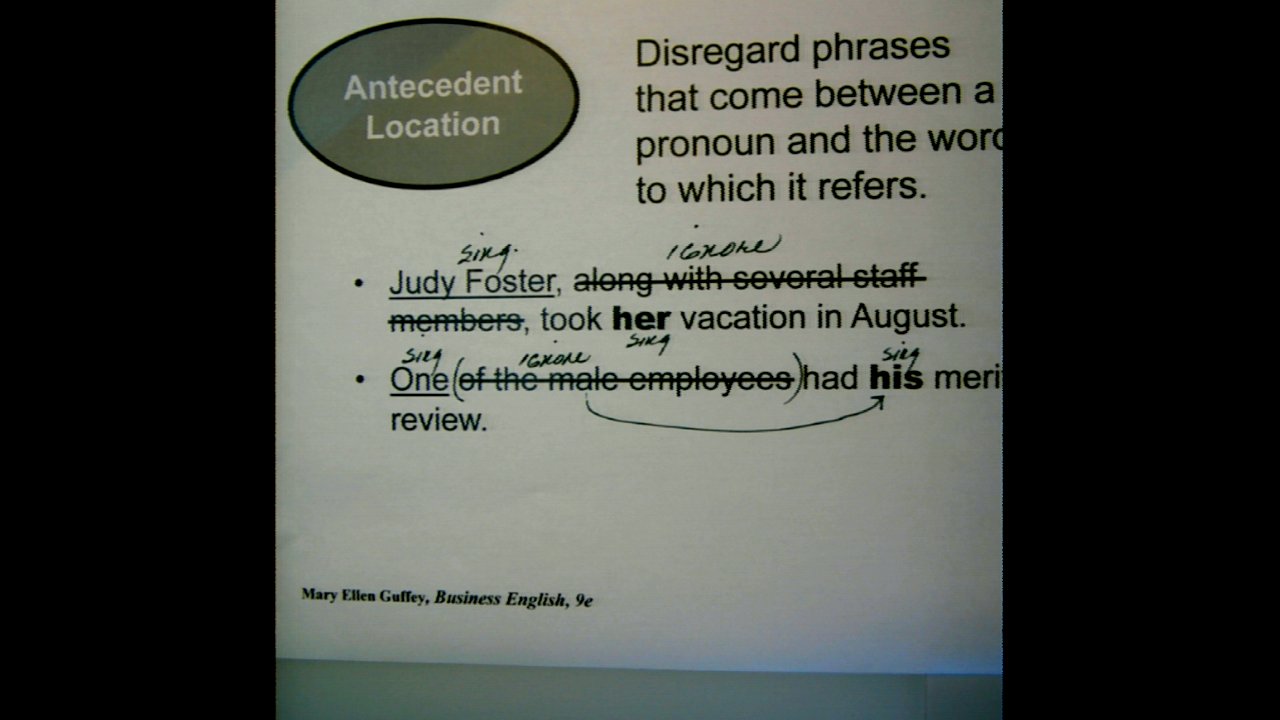 Antecedent
Location
Disregard phrases
that come between a
pronoun and the word
to which it refers.
sing. ignore
• Judy Foster, along with several staff
members, took her vacation in August.
sing
sing ignore sing
• One (of the male employees) had his meri
review.
Mary Ellen Guffey, Business English, 9e